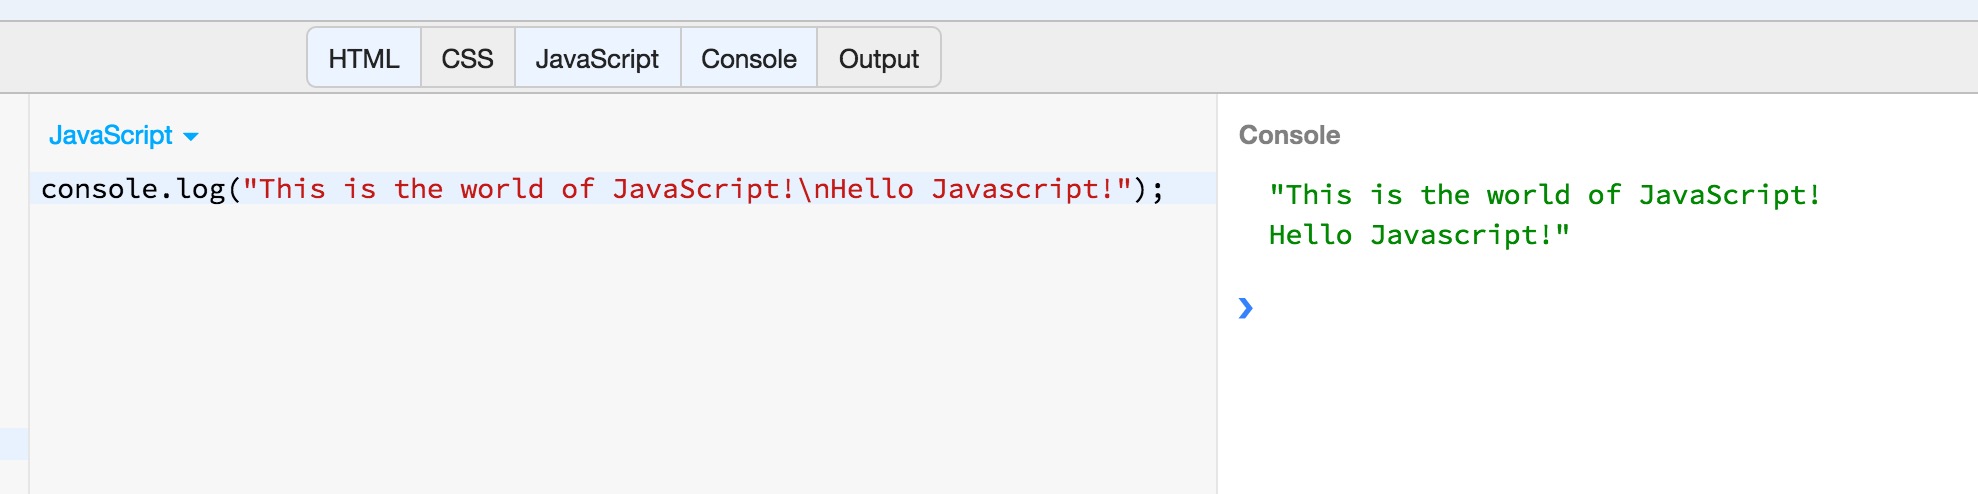 HTML CSS JavaScript Console Output
JavaScript
console.log("This is the world of JavaScript!\nHello Javascript!");
Console
"This is the world of JavaScript!
Hello Javascript!"